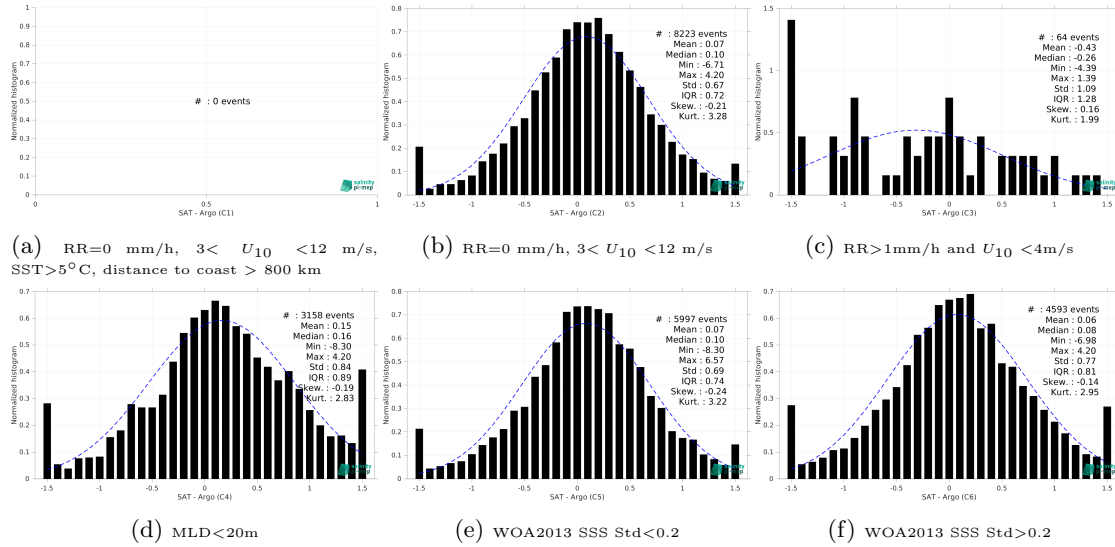 1
0.9
0.8
0.7
0.6
0.5
0.4
0.3
0.2
0.1
0
Normalized histogram
# : 0 events
salinity
pi-mep
0 0.5 1
SAT - Argo (C1)
(a) RR=0 mm/h, 3< U10 <12 m/s,
SST>5°C, distance to coast > 800 km
0.8
0.7
0.6
0.5
0.4
0.3
0.2
0.1
0
Normalized histogram
# : 8223 events
Mean : 0.07
Median : 0.10
Min : -6.71
Max : 4.20
Std : 0.67
IQR : 0.72
Skew. : -0.21
Kurt. : 3.28
salinity
pi-mep
-1.5 -1 -0.5 0 0.5 1 1.5
SAT - Argo (C2)
(b) RR=0 mm/h, 3< U10 <12 m/s
1.5
1
0.5
0
Normalized histogram
# : 64 events
Mean : -0.43
Median : -0.26
Min : -4.39
Max : 1.39
Std : 1.09
IQR : 1.28
Skew. : 0.16
Kurt. : 1.99
salinity
pi-mep
-1.5 -1 -0.5 0 0.5 1 1.5
SAT - Argo (C3)
(c) RR>1mm/h and U10 <4m/s
0.7
0.6
0.5
0.4
0.3
0.2
0.1
0
Normalized histogram
# : 3158 events
Mean : 0.15
Median : 0.16
Min : -8.30
Max : 4.20
Std : 0.84
IQR : 0.89
Skew. : -0.19
Kurt. : 2.83
salinity
pi-mep
-1.5 -1 -0.5 0 0.5 1 1.5
SAT - Argo (C4)
(d) MLD<20m
0.8
0.7
0.6
0.5
0.4
0.3
0.2
0.1
0
Normalized histogram
# : 5997 events
Mean : 0.07
Median : 0.10
Min : -8.30
Max : 6.57
Std : 0.69
IQR : 0.74
Skew. : -0.24
Kurt. : 3.22
salinity
pi-mep
-1.5 -1 -0.5 0 0.5 1 1.5
SAT - Argo (C5)
(e) WOA2013 SSS Std<0.2
0.7
0.6
0.5
0.4
0.3
0.2
0.1
0
Normalized histogram
# : 4593 events
Mean : 0.06
Median : 0.08
Min : -6.98
Max : 4.20
Std : 0.77
IQR : 0.81
Skew. : -0.14
Kurt. : 2.95
salinity
pi-mep
-1.5 -1 -0.5 0 0.5 1 1.5
SAT - Argo (C6)
(f) WOA2013 SSS Std>0.2